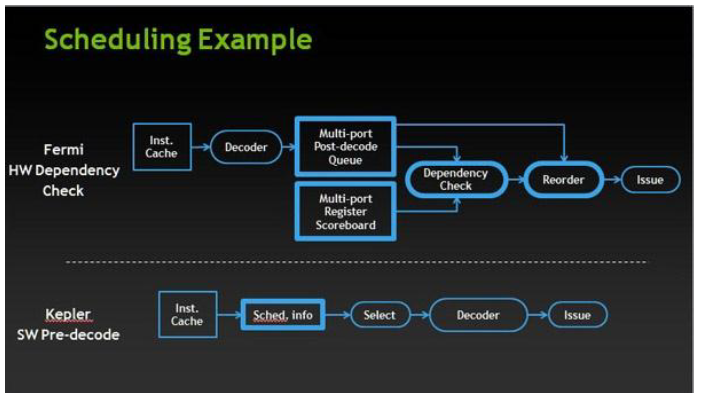 Scheduling Example
Fermi
HW Dependency
Check
Inst.
Cache
Decoder
Multi-port
Post-decode
Queue
Multi-port
Register
Scoreboard
Dependency
Check
Reorder
Issue
Kepler
SW Pre-decode
Inst.
Cache
Sched. info
Select
Decoder
Issue